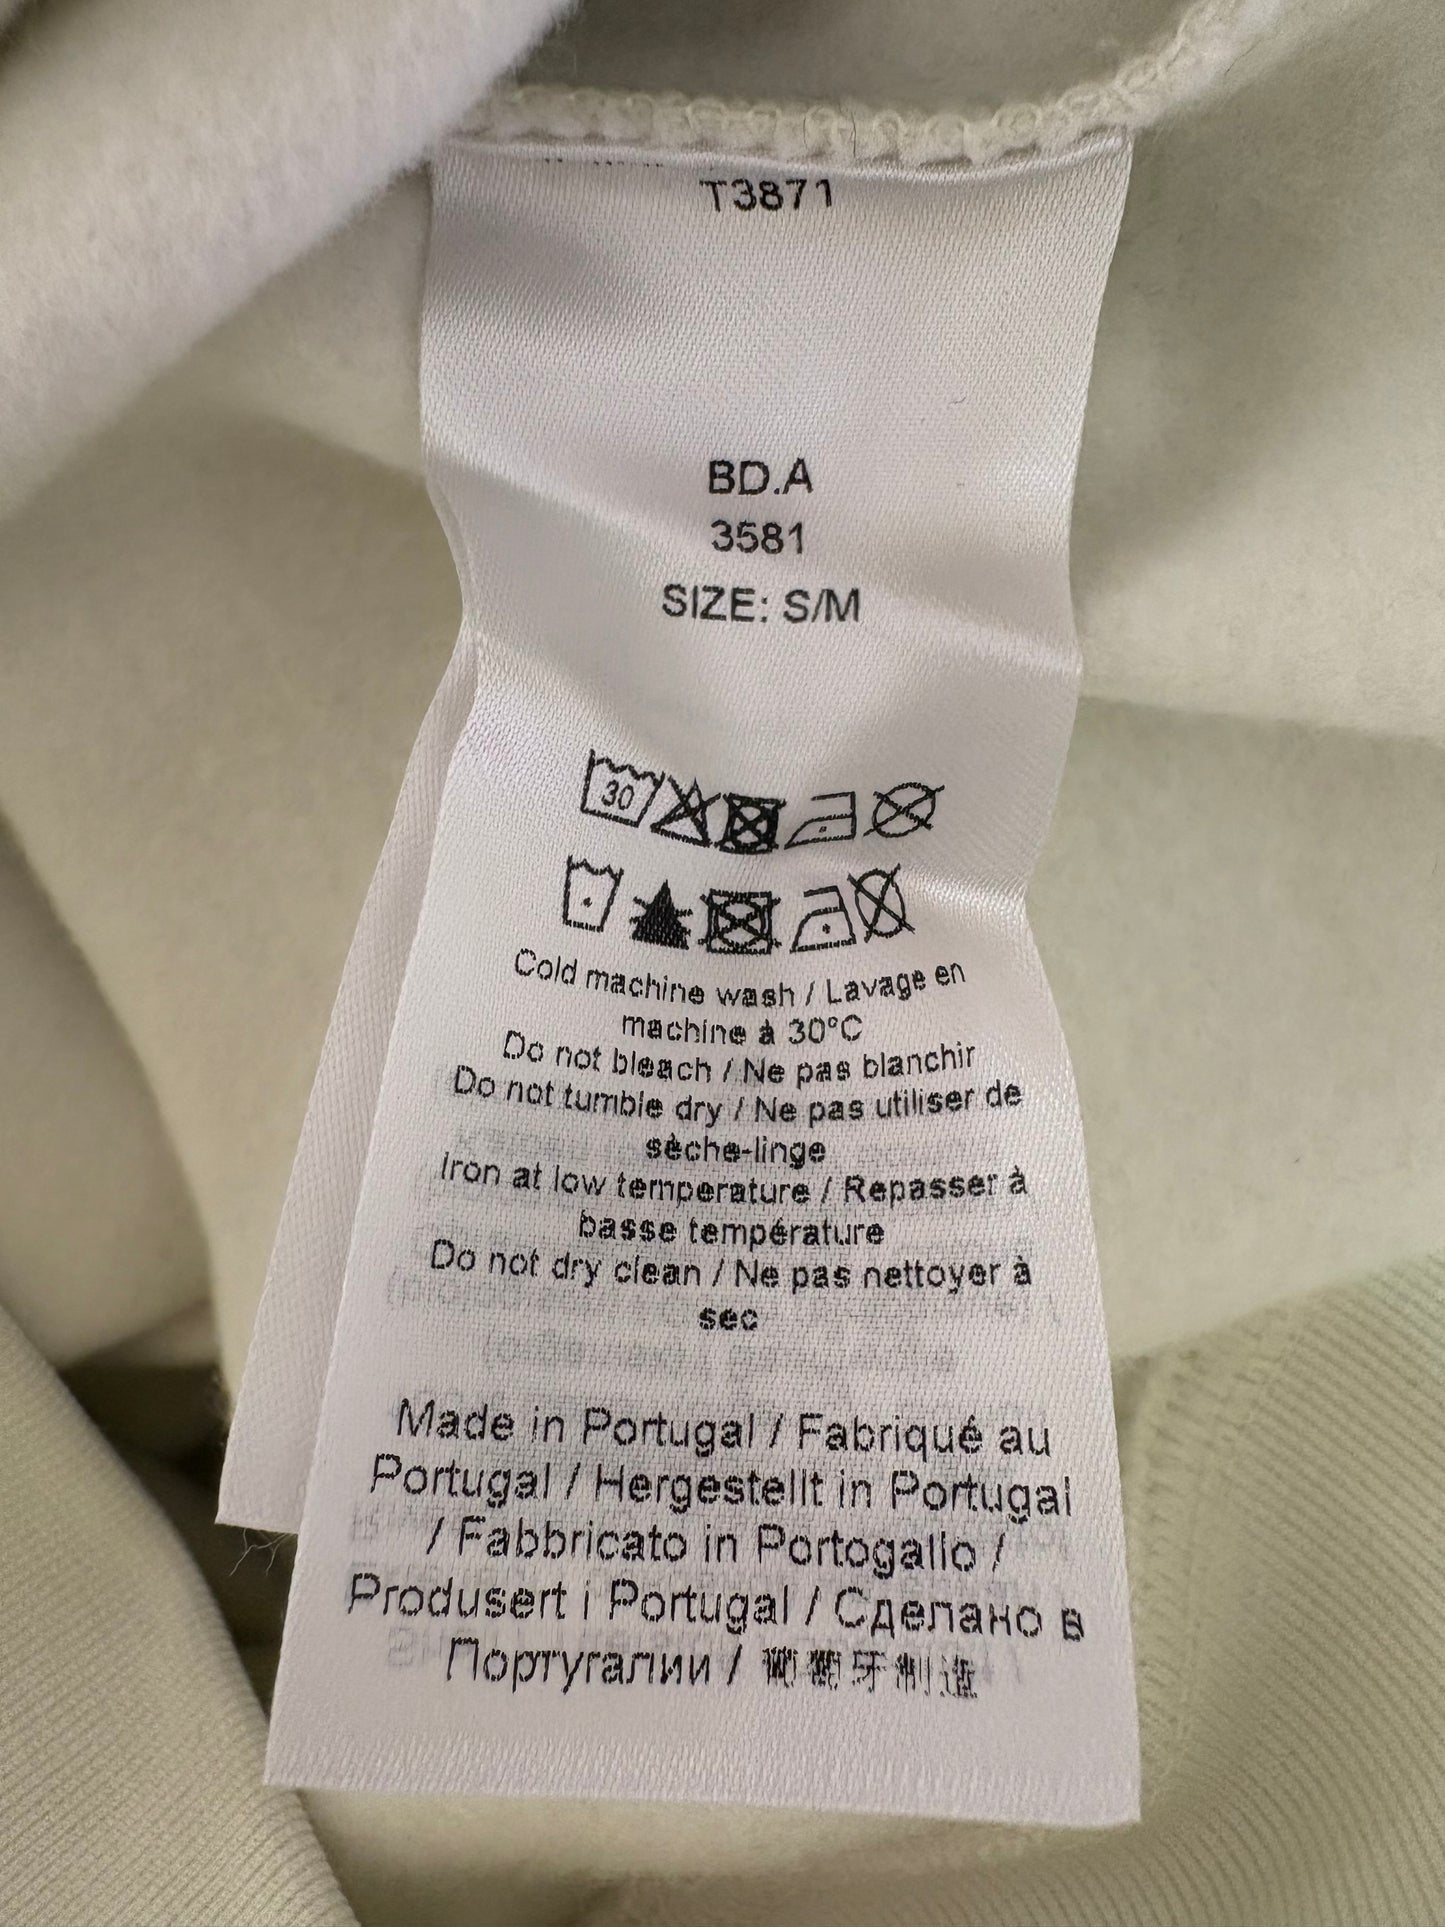 T3871
BD.A
3581
SIZE: S/M
30
Cold machine wash / Lavage en
machine à 30°C
Do not bleach / Ne pas blanchir
Do not tumble dry / Ne pas utiliser de
sèche-linge
Iron at low temperature / Repasser à
basse température
Do not dry clean / Ne pas nettoyer à
sec
Made in Portugal / Fabriqué au
Portugal / Hergestellt in Portugal
/ Fabbricato in Portogallo /
Produsert i Portugal / Сделано в
Португалии / 葡萄牙制造